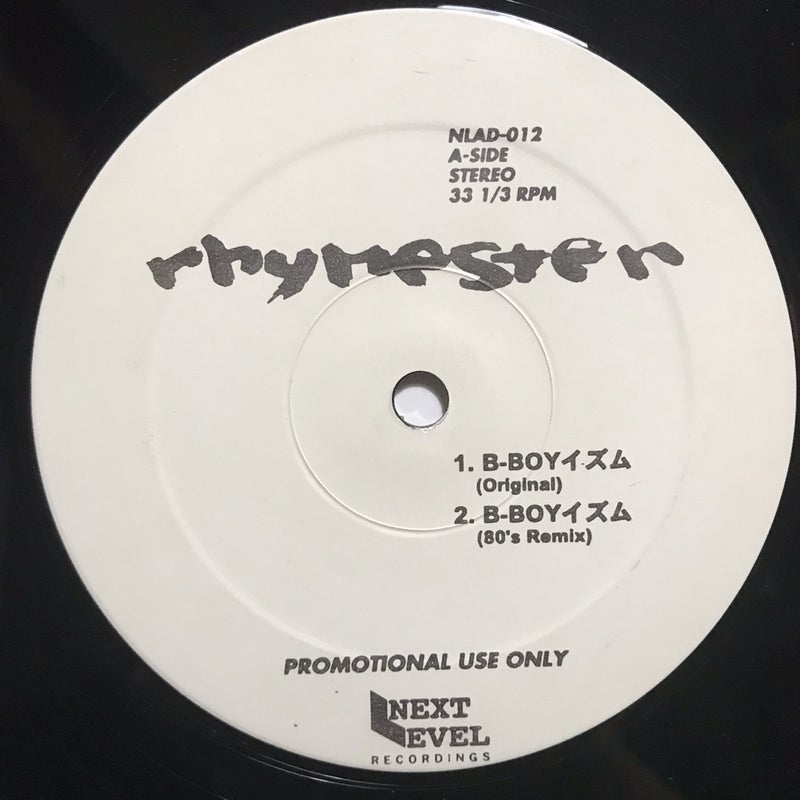 NLAD-012
A-SIDE
STEREO
33 1/3 RPM
rhymester
1. B-BOYイズム
(Original)
2. B-BOYイズム
(80's Remix)
PROMOTIONAL USE ONLY
NEXT
LEVEL
RECORDINGS